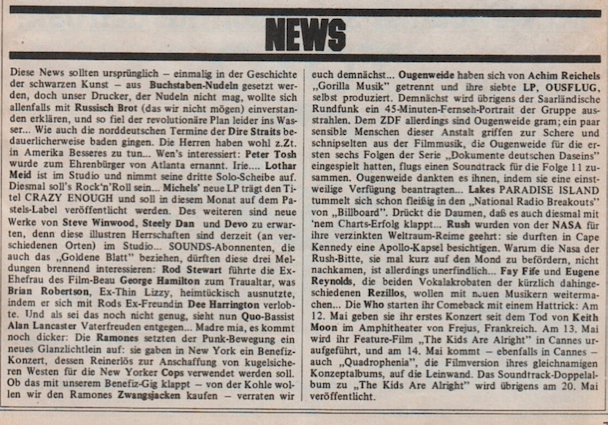 NEWS
Diese News sollten ursprünglich – einmalig in der Geschichte
der schwarzen Kunst – aus Buchstaben-Nudeln gesetzt wer-
den, doch unser Drucker, der Nudeln nicht mag, wollte sich
allenfalls mit Russisch Brot (das wir nicht mögen) einverstan-
den erklären, und so fiel der revolutionäre Plan leider ins Was-
ser... Wie auch die norddeutschen Termine der Dire Straits be-
dauerlicherweise baden gingen. Die Herren haben wohl z.Zt.
in Amerika Besseres zu tun... Wen's interessiert: Peter Tosh
wurde zum Ehrenbürger von Atlanta ernannt. Irie.... Lothar
Meid ist im Studio und nimmt seine dritte Solo-Scheibe auf.
Diesmal soll's Rock'n'Roll sein... Michels' neue LP trägt den Ti-
tel CRAZY ENOUGH und soll in diesem Monat auf dem Pa-
stels-Label veröffentlicht werden. Des weiteren sind neue
Werke von Steve Winwood, Steely Dan und Devo zu erwar-
ten, denn diese illustren Herrschaften sind derzeit (an ver-
schiedenen Orten) im Studio... SOUNDS-Abonnenten, die
auch das „Goldene Blatt" beziehen, dürften diese drei Mel-
dungen brennend interessieren: Rod Stewart führte die Ex-
Ehefrau des Film-Beau George Hamilton zum Traualtar, was
Brian Robertson, Ex-Thin Lizzy, heimtückisch ausnutzte,
indem er sich mit Rods Ex-Freundin Dee Harrington verlob-
te. Und als sei das noch nicht genug, sieht nun Quo-Bassist
Alan Lancaster Vaterfreuden entgegen... Madre mia, es kommt
noch dicker: Die Ramones setzten der Punk-Bewegung ein
neues Glanzlichtlein auf: sie gaben in New York ein Benefiz-
Konzert, dessen Reinerlös zur Anschaffung von kugelsiche-
ren Westen für die New Yorker Cops verwendet werden soll.
Ob das mit unserem Benefiz-Gig klappt – von der Kohle wol-
len wir den Ramones Zwangsjacken kaufen – verraten wir
euch demnächst... Ougenweide haben sich von Achim Reichels
„Gorilla Musik" getrennt und ihre siebte LP, OUSFLUG,
selbst produziert. Demnächst wird übrigens der Saarländische
Rundfunk ein 45-Minuten-Fernseh-Portrait der Gruppe aus-
strahlen. Dem ZDF allerdings sind Ougenweide gram; ein paar
sensible Menschen dieser Anstalt griffen zur Schere und
schnipselten aus der Filmmusik, die Ougenweide für die er-
sten sechs Folgen der Serie „Dokumente deutschen Daseins"
eingespielt hatten, flugs einen Soundtrack für die Folge 11 zu-
sammen. Ougenweide dankten es ihnen, indem sie eine einst-
weilige Verfügung beantragten... Lakes PARADISE ISLAND
tummelt sich schon fleißig in den „National Radio Breakouts"
von „Billboard". Drückt die Daumen, daß es auch diesmal mit
'nem Charts-Erfolg klappt... Rush wurden von der NASA für
ihre verzinkten Weltraum-Reime geehrt: sie durften in Cape
Kennedy eine Apollo-Kapsel besichtigen. Warum die NASA der
Rush-Bitte, sie mal kurz auf den Mond zu befördern, nicht
nachkamen, ist allerdings unerfindlich... Fay Fife und Eugene
Reynolds, die beiden Vokalakrobaten der kürzlich dahinge-
schiedenen Rezillos, wollen mit neuen Musikern weiterma-
chen... Die Who starten ihr Comeback mit einem Hattrick: Am
12. Mai geben sie ihr erstes Konzert seit dem Tod von Keith
Moon im Amphitheater von Frejus, Frankreich. Am 13. Mai
wird ihr Feature-Film „The Kids Are Alright" in Cannes ur-
aufgeführt, und am 14. Mai kommt – ebenfalls in Cannes –
auch „Quadrophenia", die Filmversion ihres gleichnamigen
Konzeptalbums, auf die Leinwand. Das Soundtrack-Doppelal-
bum zu „The Kids Are Alright" wird übrigens am 20. Mai
veröffentlicht.